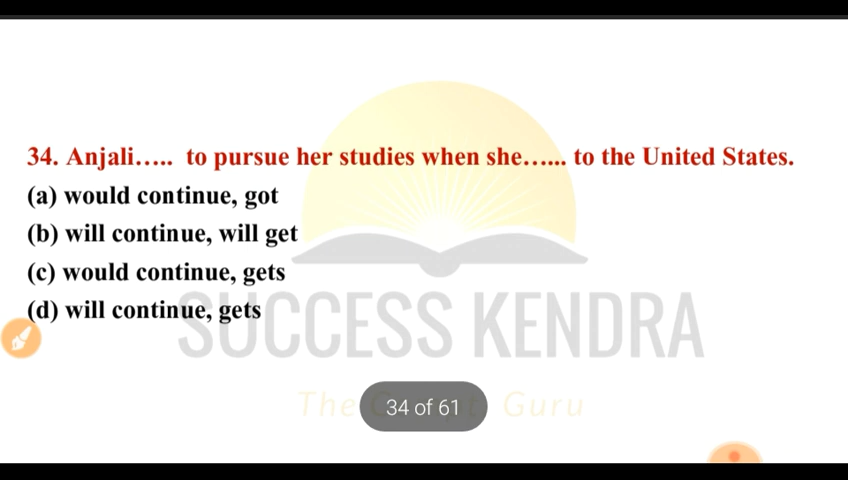 34. Anjali….. to pursue her studies when she…... to the United States.
(a) would continue, got
(b) will continue, will get
(c) would continue, gets
(d) will continue, gets
SUCCESS KENDRA
The Guru
34 of 61